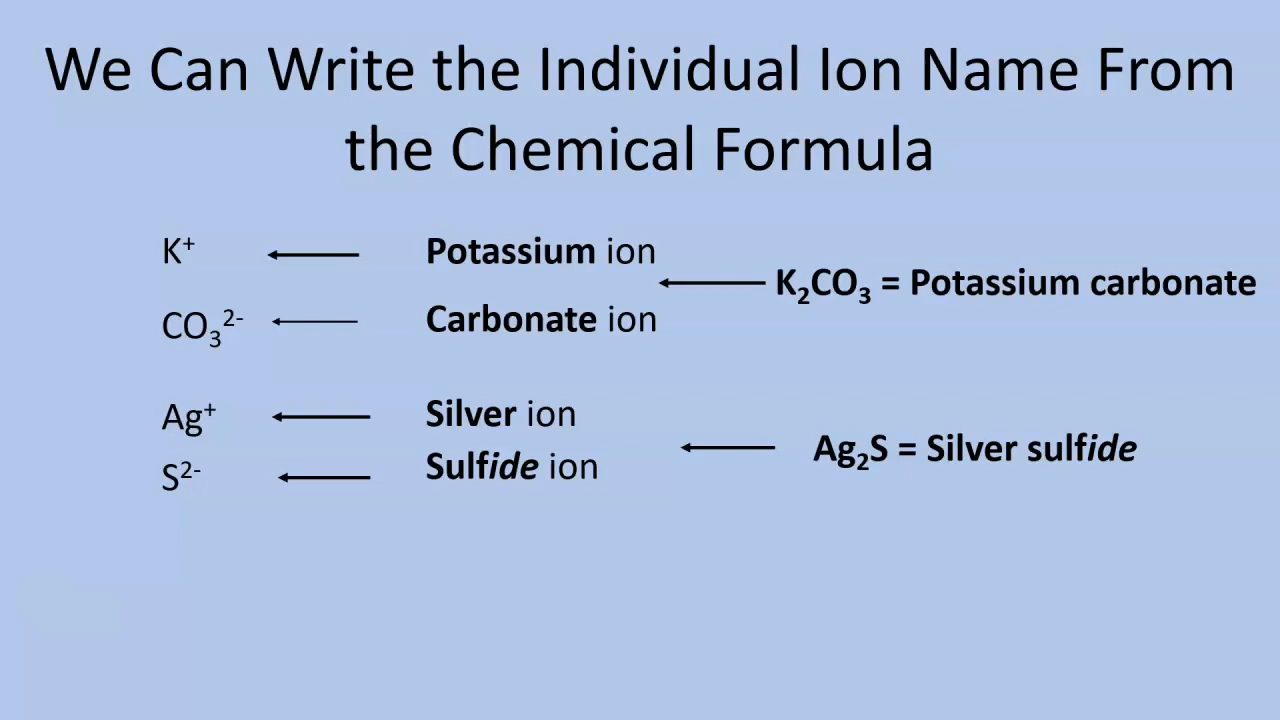 We Can Write the Individual Ion Name From
the Chemical Formula
K⁺
Potassium ion
K₂CO₃ = Potassium carbonate
CO₃²⁻
Carbonate ion
Ag⁺
Silver ion
Ag₂S = Silver sulfide
S²⁻
Sulfide ion